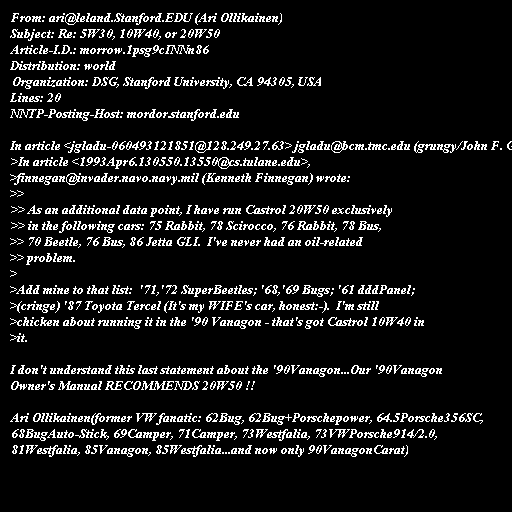 From: ari@leland.Stanford.EDU (Ari Ollikainen)
Subject: Re: 5W30, 10W40, or 20W50
Article-I.D.: morrow.1psg9cINNn86
Distribution: world
Organization: DSG, Stanford University, CA 94305, USA
Lines: 20
NNTP-Posting-Host: mordor.stanford.edu

In article <jgladu-060493121851@128.249.27.63> jgladu@bcm.tmc.edu (grungy/John F. G
>In article <1993Apr6.130550.13550@cs.tulane.edu>,
>finnegan@invader.navo.navy.mil (Kenneth Finnegan) wrote:
>>
>> As an additional data point, I have run Castrol 20W50 exclusively
>> in the following cars: 75 Rabbit, 78 Scirocco, 76 Rabbit, 78 Bus,
>> 70 Beetle, 76 Bus, 86 Jetta GLI.  I've never had an oil-related
>> problem.
>
>Add mine to that list:  '71,'72 SuperBeetles; '68,'69 Bugs; '61 dddPanel;
>(cringe) '87 Toyota Tercel (It's my WIFE's car, honest:-).  I'm still
>chicken about running it in the '90 Vanagon - that's got Castrol 10W40 in
>it.

I don't understand this last statement about the '90Vanagon...Our '90Vanagon
Owner's Manual RECOMMENDS 20W50 !!

Ari Ollikainen(former VW fanatic: 62Bug, 62Bug+Porschepower, 64.5Porsche356SC,
68BugAuto-Stick, 69Camper, 71Camper, 73Westfalia, 73VWPorsche914/2.0,
81Westfalia, 85Vanagon, 85Westfalia...and now only 90VanagonCarat)